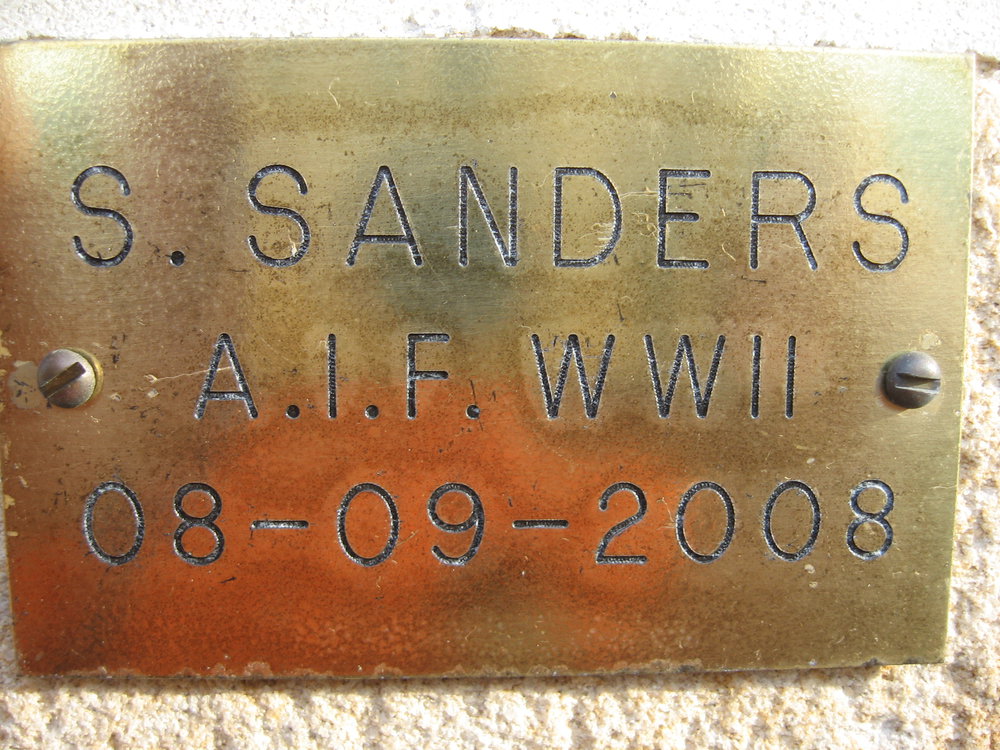 S. SANDERS
A.I.F. WWII
08-09-2008